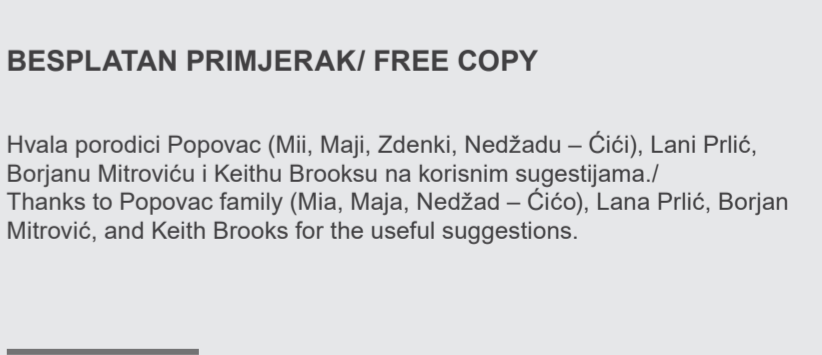 BESPLATAN PRIMJERAK/ FREE COPY
Hvala porodici Popovac (Mii, Maji, Zdenki, Nedžadu – Ćići), Lani Prlić,
Borjanu Mitroviću i Keithu Brooksu na korisnim sugestijama./
Thanks to Popovac family (Mia, Maja, Nedžad – Ćićo), Lana Prlić, Borjan
Mitrović, and Keith Brooks for the useful suggestions.